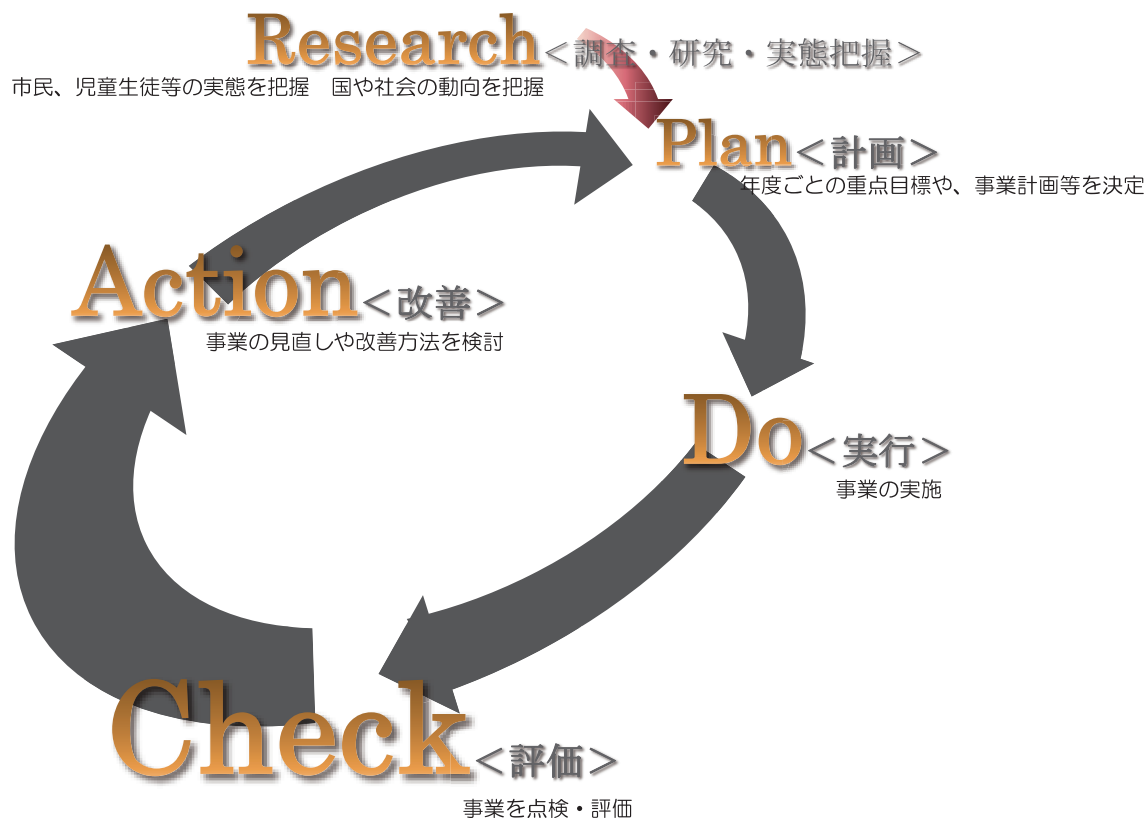 Research＜調査・研究・実態把握＞
市民、児童生徒等の実態を把握　国や社会の動向を把握
Plan＜計画＞
年度ごとの重点目標や、事業計画等を決定
Action＜改善＞
事業の見直しや改善方法を検討
Do＜実行＞
事業の実施
Check＜評価＞
事業を点検・評価